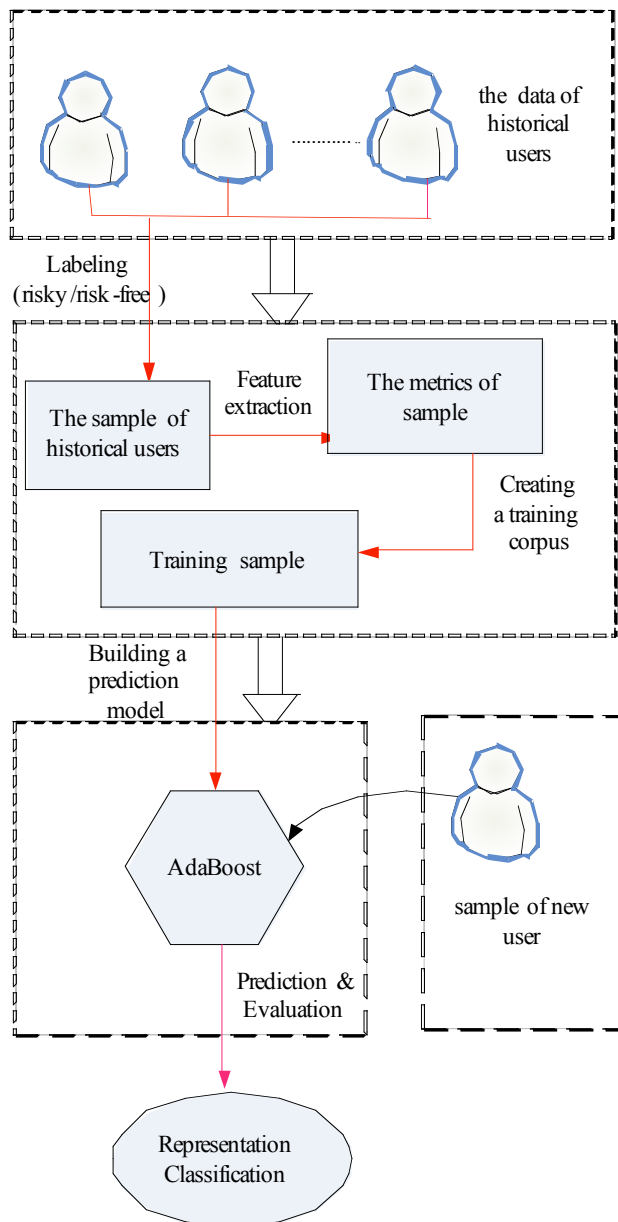 the data of
historical
users
Labeling
(risky/risk-free )
The sample of
historical users
Feature
extraction
The metrics of
sample
Creating
a training
corpus
Training sample
Building a
prediction
model
AdaBoost
sample of new
user
Prediction &
Evaluation
Representation
Classification